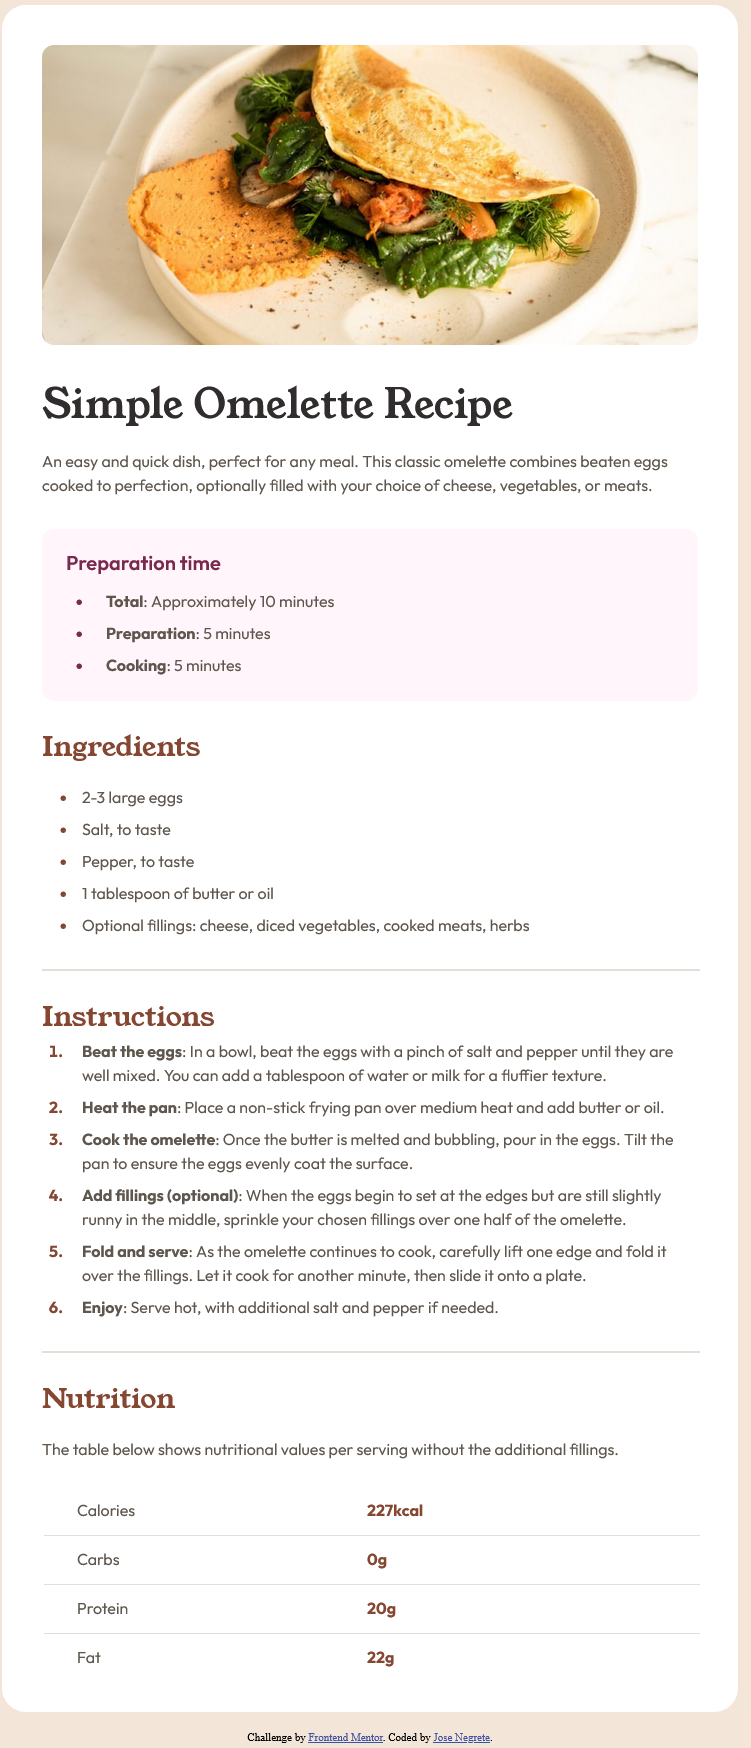 Simple Omelette Recipe
An easy and quick dish, perfect for any meal. This classic omelette combines beaten eggs
cooked to perfection, optionally filled with your choice of cheese, vegetables, or meats.
Preparation time
• Total: Approximately 10 minutes
• Preparation: 5 minutes
• Cooking: 5 minutes
Ingredients
• 2-3 large eggs
• Salt, to taste
• Pepper, to taste
• 1 tablespoon of butter or oil
• Optional fillings: cheese, diced vegetables, cooked meats, herbs
Instructions
1. Beat the eggs: In a bowl, beat the eggs with a pinch of salt and pepper until they are
well mixed. You can add a tablespoon of water or milk for a fluffier texture.
2. Heat the pan: Place a non-stick frying pan over medium heat and add butter or oil.
3. Cook the omelette: Once the butter is melted and bubbling, pour in the eggs. Tilt the
pan to ensure the eggs evenly coat the surface.
4. Add fillings (optional): When the eggs begin to set at the edges but are still slightly
runny in the middle, sprinkle your chosen fillings over one half of the omelette.
5. Fold and serve: As the omelette continues to cook, carefully lift one edge and fold it
over the fillings. Let it cook for another minute, then slide it onto a plate.
6. Enjoy: Serve hot, with additional salt and pepper if needed.
Nutrition
The table below shows nutritional values per serving without the additional fillings.
Calories 227kcal
Carbs 0g
Protein 20g
Fat 22g
Challenge by Frontend Mentor. Coded by Jose Negrete.